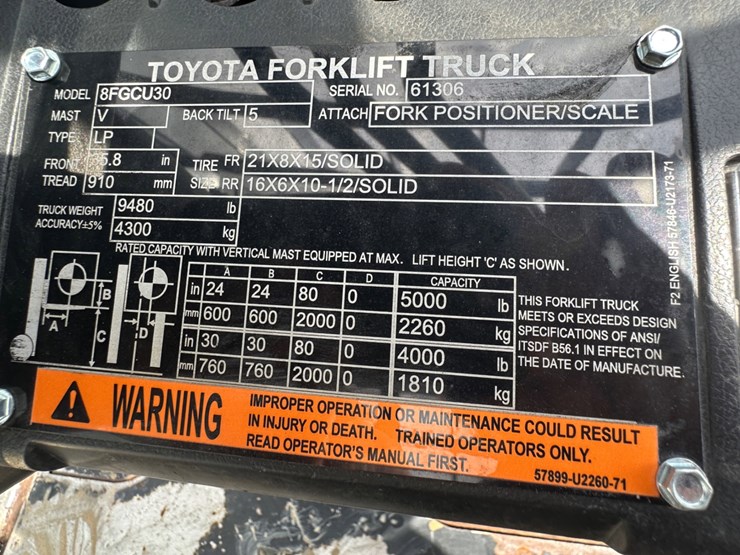 TOYOTA FORKLIFT TRUCK
MODEL 8FGCU30 SERIAL NO. 61306
MAST V BACK TILT 5 ATTACH FORK POSITIONER/SCALE
TYPE LP
FRONT 5.8 in TIRE FR 21X8X15/SOLID
TREAD 910 mm SIZE RR 16X6X10-1/2/SOLID
TRUCK WEIGHT 9480 lb
ACCURACY±5% 4300 kg
RATED CAPACITY WITH VERTICAL MAST EQUIPPED AT MAX. LIFT HEIGHT 'C' AS SHOWN.
A B C D CAPACITY
in 24 24 80 0 5000 lb
mm 600 600 2000 0 2260 kg
in 30 30 80 0 4000 lb
mm 760 760 2000 0 1810 kg
A B C D
THIS FORKLIFT TRUCK
MEETS OR EXCEEDS DESIGN
SPECIFICATIONS OF ANSI/
ITSDF B56.1 IN EFFECT ON
THE DATE OF MANUFACTURE.
F2 ENGLISH 57846-U2173-71
WARNING
IMPROPER OPERATION OR MAINTENANCE COULD RESULT
IN INJURY OR DEATH. TRAINED OPERATORS ONLY.
READ OPERATOR'S MANUAL FIRST.
57899-U2260-71